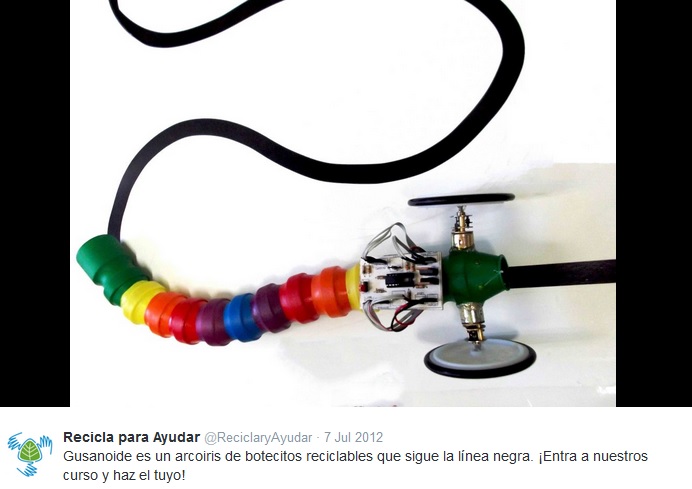 Recicla para Ayudar @ReciclaryAyudar · 7 Jul 2012
Gusanoide es un arcoiris de botecitos reciclables que sigue la línea negra. ¡Entra a nuestros
curso y haz el tuyo!